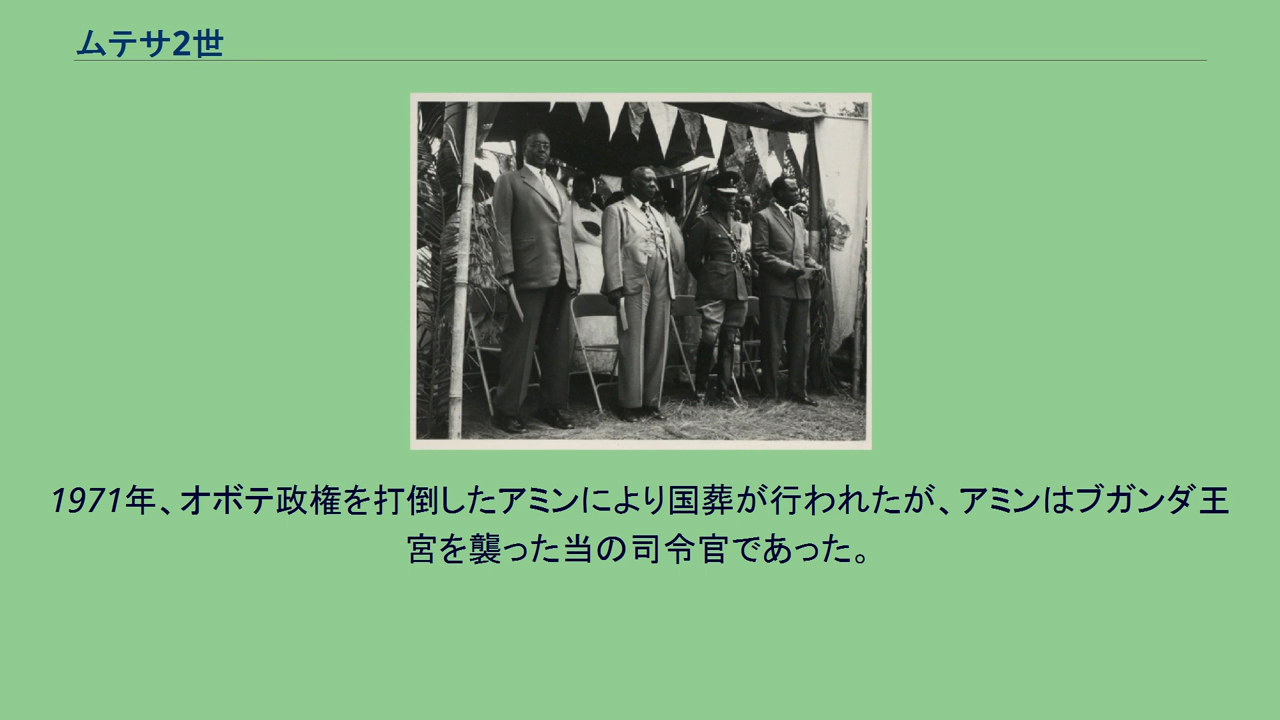 ムテサ2世
1971年、オボテ政権を打倒したアミンにより国葬が行われたが、アミンはブガンダ王
宮を襲った当の司令官であった。